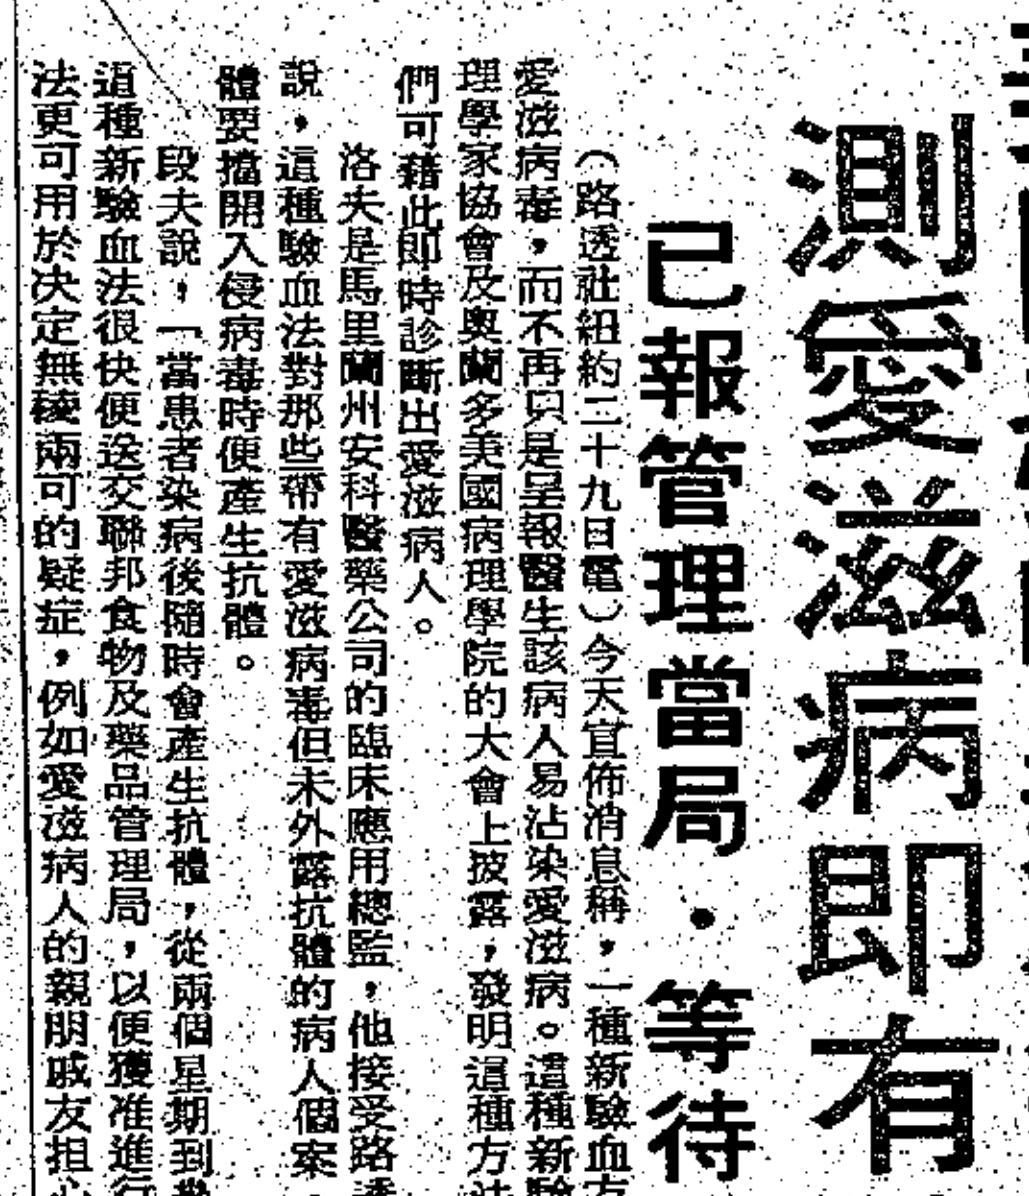 測愛滋病即有
已報管理當局·等待
（路透社紐約二十九日電）今天宣佈消息稱，一種新驗血方
愛滋病毒，而不再只是呈報醫生該病人易沾染愛滋病。這種新驗
理學家協會及奧蘭多美國病理學院的大會上披露，發明這種方法
們可藉此即時診斷出愛滋病人。
洛夫是馬里蘭州安科醫藥公司的臨床應用總監，他接受路透
說，這種驗血法對那些帶有愛滋病毒但未外露抗體的病人個案，
體要擋開入侵病毒時便產生抗體。
段夫說，「當患者染病後隨時會產生抗體，從兩個星期到數
這種新驗血法很快便送交聯邦食物及藥品管理局，以便獲准進行
法更可用於决定無稜兩可的疑症，例如愛滋病人的親朋戚友担心